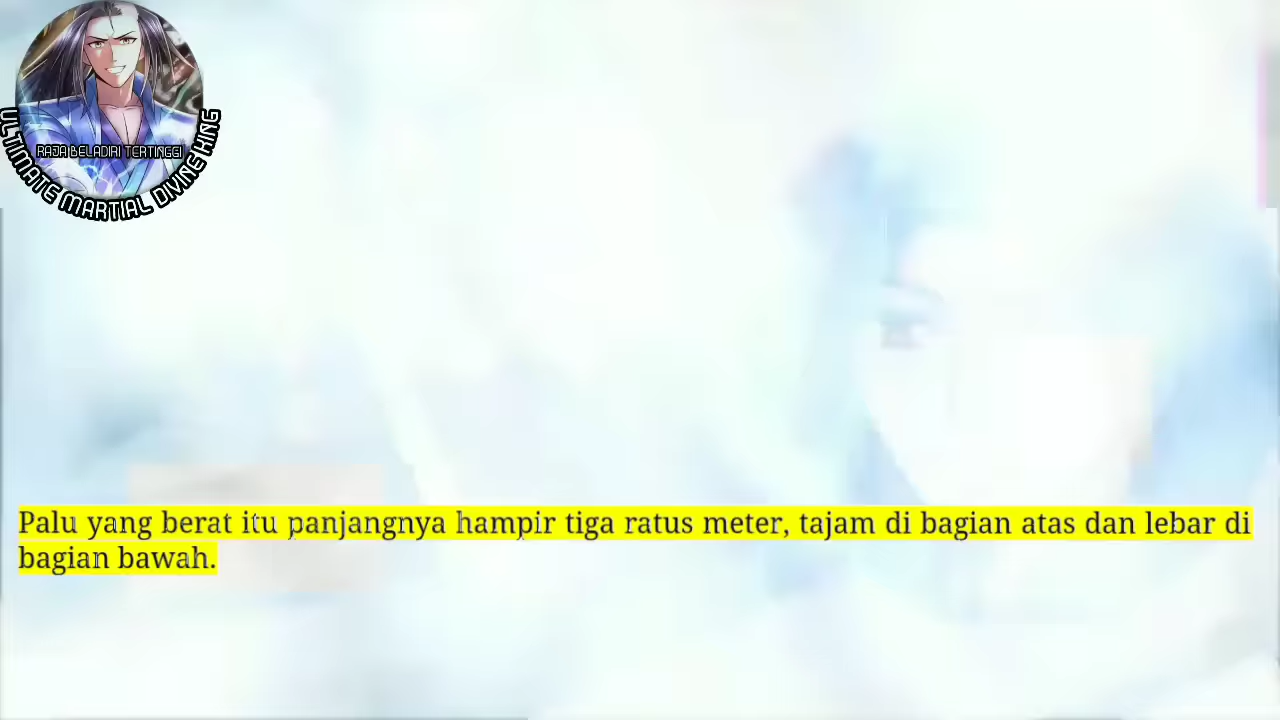 RAJA BELADIRI TERTINGGI
ULTIMATE MARTIAL DIVINE KING
Palu yang berat itu panjangnya hampir tiga ratus meter, tajam di bagian atas dan lebar di
bagian bawah.